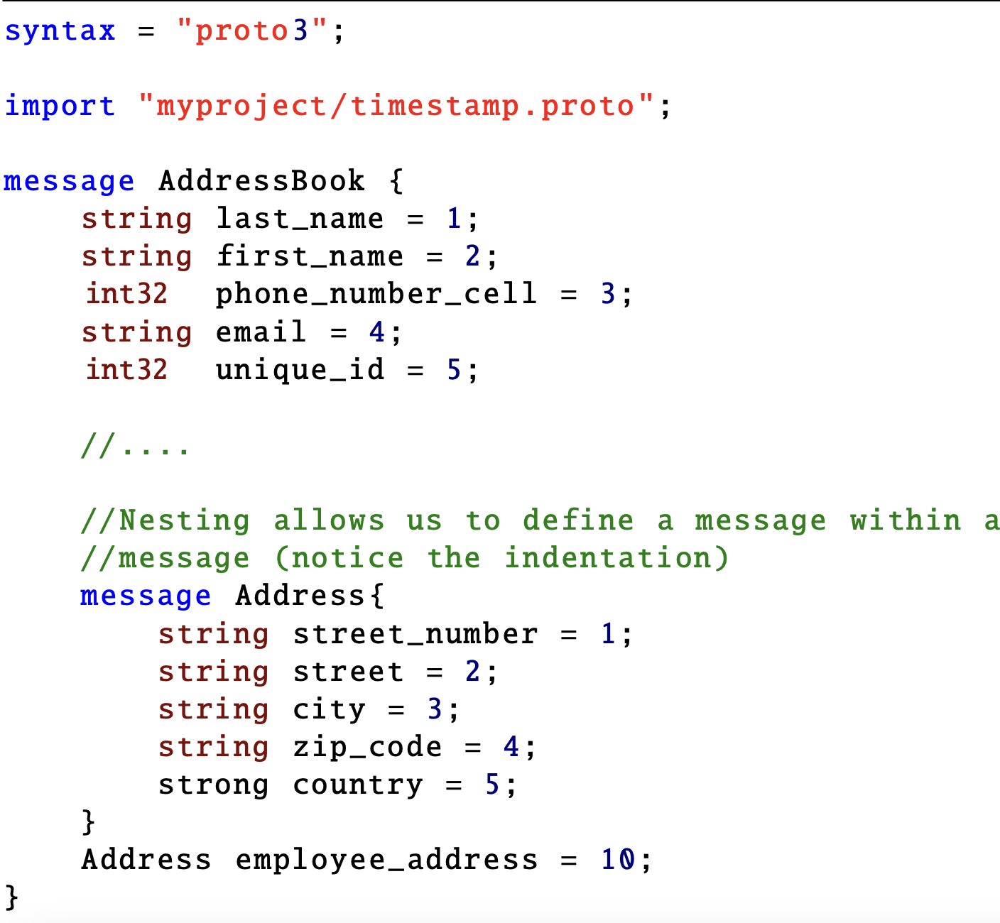 syntax = "proto3";
import "myproject/timestamp.proto";
message AddressBook {
string last_name = 1;
string first_name = 2;
int32 phone_number_cell = 3;
string email = 4;
int32 unique_id = 5;
//....
//Nesting allows us to define a message within a
//message (notice the indentation)
message Address{
string street_number = 1;
string street = 2;
string city = 3;
string zip_code = 4;
strong country = 5;
}
Address employee_address = 10;
}